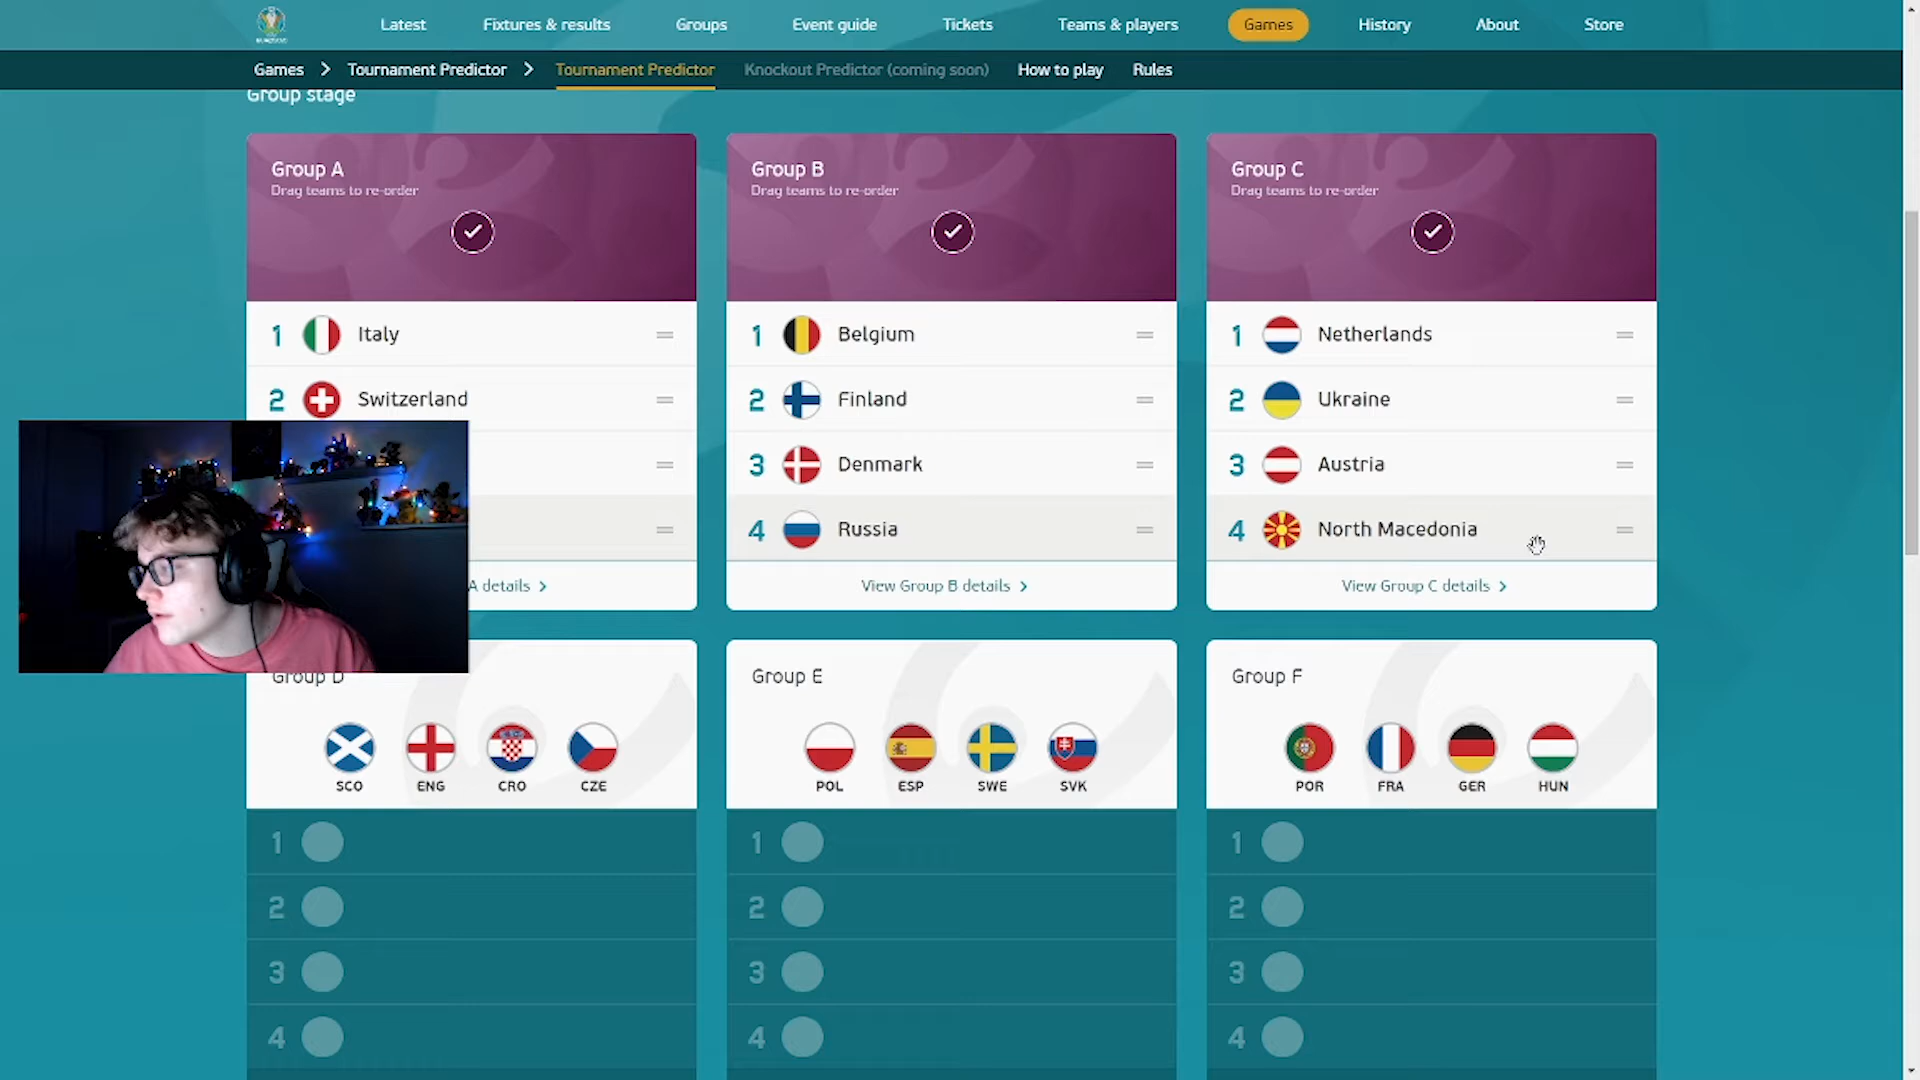 Latest Fixtures & results Groups Event guide Tickets Teams & players Games History About Store
Games Tournament Predictor Tournament Predictor Knockout Predictor (coming soon) How to play Rules
Group stage
Group A
Drag teams to re-order
1 Italy
2 Switzerland
A details
Group B
Drag teams to re-order
1 Belgium
2 Finland
3 Denmark
4 Russia
View Group B details
Group C
Drag teams to re-order
1 Netherlands
2 Ukraine
3 Austria
4 North Macedonia
View Group C details
Group D
SCO ENG CRO CZE
1
2
3
4
Group E
POL ESP SWE SVK
1
2
3
4
Group F
POR FRA GER HUN
1
2
3
4